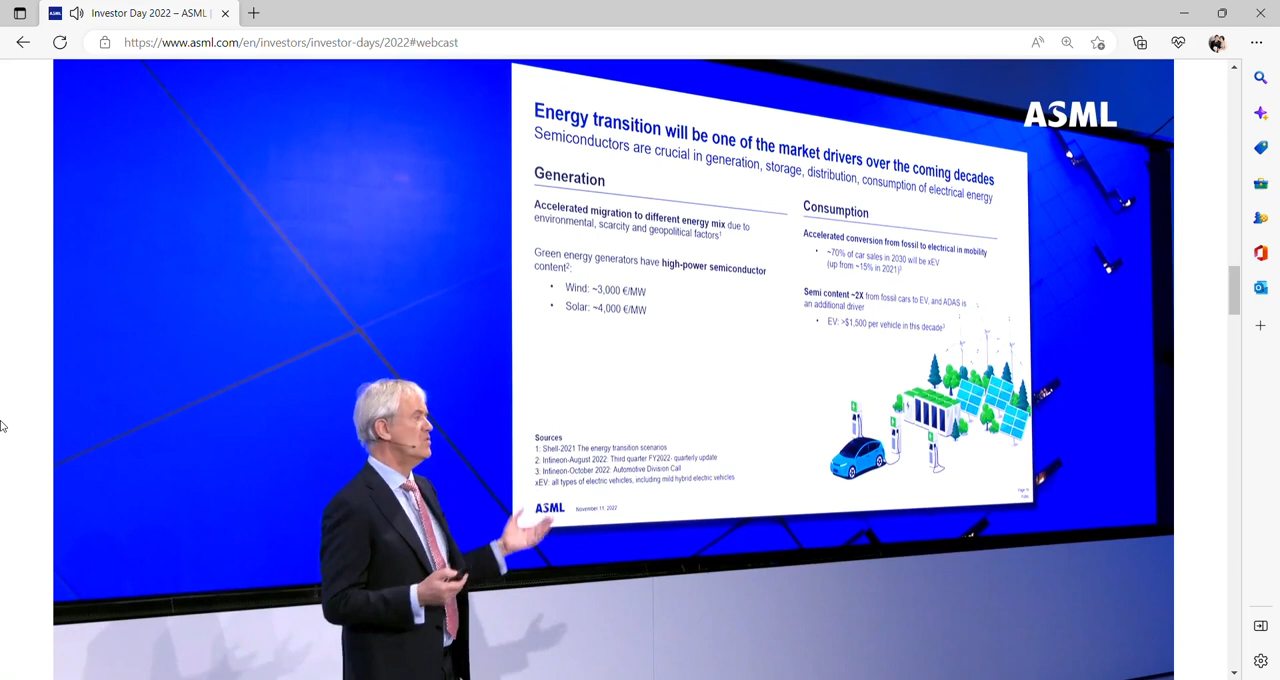 Investor Day 2022 – ASML |
https://www.asml.com/en/investors/investor-days/2022#webcast
ASML
Energy transition will be one of the market drivers over the coming decades
Semiconductors are crucial in generation, storage, distribution, consumption of electrical energy
Generation
Accelerated migration to different energy mix due to
environmental, scarcity and geopolitical factors1
Green energy generators have high-power semiconductor
content2:
• Wind: ~3,000 €/MW
• Solar: ~4,000 €/MW
Consumption
Accelerated conversion from fossil to electrical in mobility
• ~70% of car sales in 2030 will be xEV
(up from ~15% in 2021)3
Semi content ~2X from fossil cars to EV, and ADAS is
an additional driver
• EV: >$1,500 per vehicle in this decade3
Sources
1: Shell-2021 The energy transition scenarios
2: Infineon-August 2022: Third quarter FY2022- quarterly update
3: Infineon-October 2022: Automotive Division Call
xEV: all types of electric vehicles, including mild hybrid electric vehicles
ASML
November 11, 2022